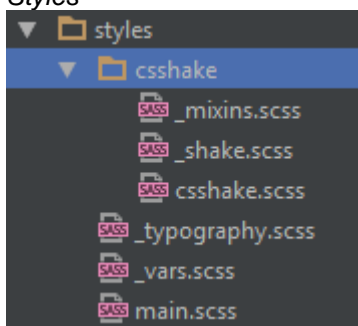 Styles
styles
csshake
SASS _mixins.scss
SASS _shake.scss
SASS csshake.scss
SASS _typography.scss
SASS _vars.scss
SASS main.scss